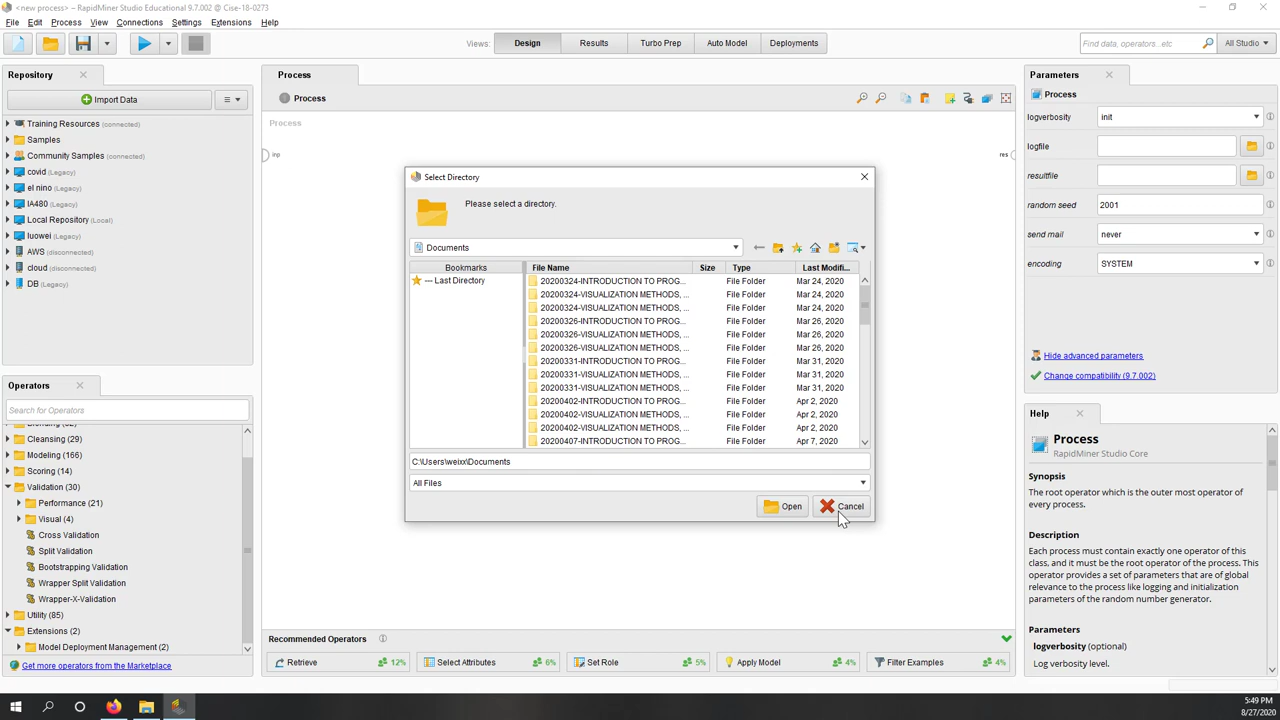 <new process> – RapidMiner Studio Educational 9.7.002 @ Cise-18-0273
File Edit Process View Connections Settings Extensions Help
Views: Design Results Turbo Prep Auto Model Deployments Find data, operators...etc All Studio
Repository
Import Data
Training Resources (connected)
Samples
Community Samples (connected)
covid (Legacy)
el nino (Legacy)
IA480 (Legacy)
Local Repository (Local)
luowei (Legacy)
AWS (disconnected)
cloud (disconnected)
DB (Legacy)
Operators
Search for Operators
Cleansing (29)
Modeling (166)
Scoring (14)
Validation (30)
Performance (21)
Visual (4)
Cross Validation
Split Validation
Bootstrapping Validation
Wrapper Split Validation
Wrapper-X-Validation
Utility (85)
Extensions (2)
Model Deployment Management (2)
Get more operators from the Marketplace
Process
Process
Process
inp
res
Select Directory
Please select a directory.
Documents
Bookmarks File Name Size Type Last Modifi...
--- Last Directory
20200324-INTRODUCTION TO PROG... File Folder Mar 24, 2020
20200324-VISUALIZATION METHODS, ... File Folder Mar 24, 2020
20200324-VISUALIZATION METHODS, ... File Folder Mar 24, 2020
20200326-INTRODUCTION TO PROG... File Folder Mar 26, 2020
20200326-VISUALIZATION METHODS, ... File Folder Mar 26, 2020
20200326-VISUALIZATION METHODS, ... File Folder Mar 26, 2020
20200331-INTRODUCTION TO PROG... File Folder Mar 31, 2020
20200331-VISUALIZATION METHODS, ... File Folder Mar 31, 2020
20200331-VISUALIZATION METHODS, ... File Folder Mar 31, 2020
20200402-INTRODUCTION TO PROG... File Folder Apr 2, 2020
20200402-VISUALIZATION METHODS, ... File Folder Apr 2, 2020
20200402-VISUALIZATION METHODS, ... File Folder Apr 2, 2020
20200407-INTRODUCTION TO PROG... File Folder Apr 7, 2020
C:\Users\weixx\Documents
All Files
Open Cancel
Recommended Operators
Retrieve 12% Select Attributes 6% Set Role 5% Apply Model 4% Filter Examples 4%
Parameters
Process
logverbosity init
logfile
resultfile
random seed 2001
send mail never
encoding SYSTEM
Hide advanced parameters
Change compatibility (9.7.002)
Help
Process
RapidMiner Studio Core
Synopsis
The root operator which is the outer most operator of
every process.
Description
Each process must contain exactly one operator of this
class, and it must be the root operator of the process. This
operator provides a set of parameters that are of global
relevance to the process like logging and initialization
parameters of the random number generator.
Parameters
logverbosity (optional)
Log verbosity level.
5:49 PM
8/27/2020